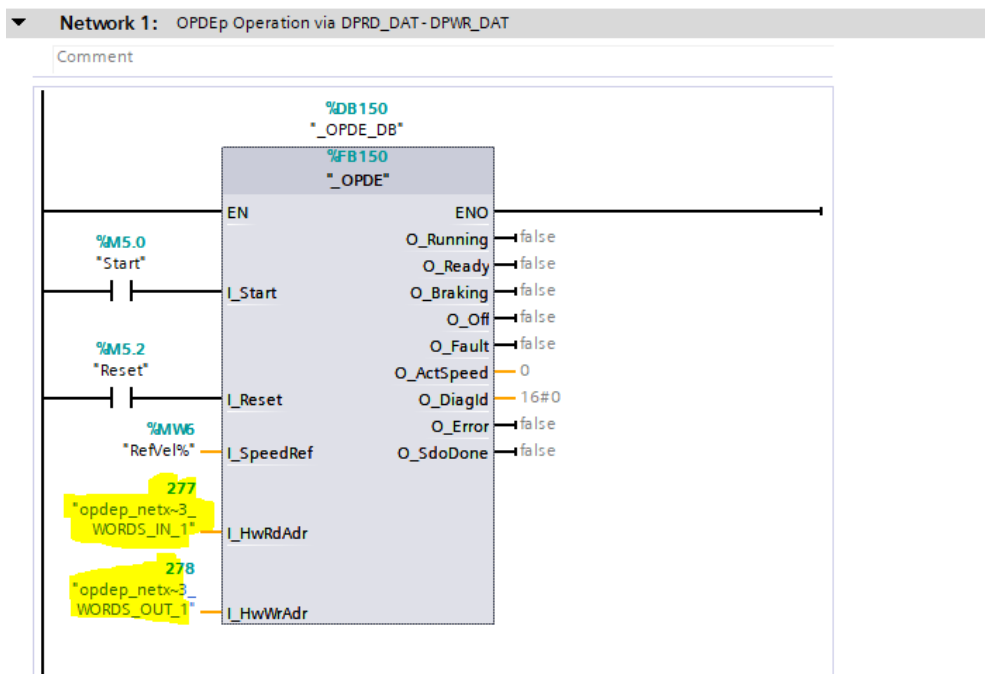 Network 1: OPDEp Operation via DPRD_DAT-DPWR_DAT
Comment
%DB150
"_OPDE_DB"
%FB150
"_OPDE"
EN ENO
%M5.0
"Start"
I_Start
%M5.2
"Reset"
I_Reset
%MW6
"RefVel%" I_SpeedRef
277
"opdep_netx~3_
WORDS_IN_1" I_HwRdAdr
278
"opdep_netx~3_
WORDS_OUT_1" I_HwWrAdr
O_Running false
O_Ready false
O_Braking false
O_Off false
O_Fault false
O_ActSpeed 0
O_DiagId 16#0
O_Error false
O_SdoDone false